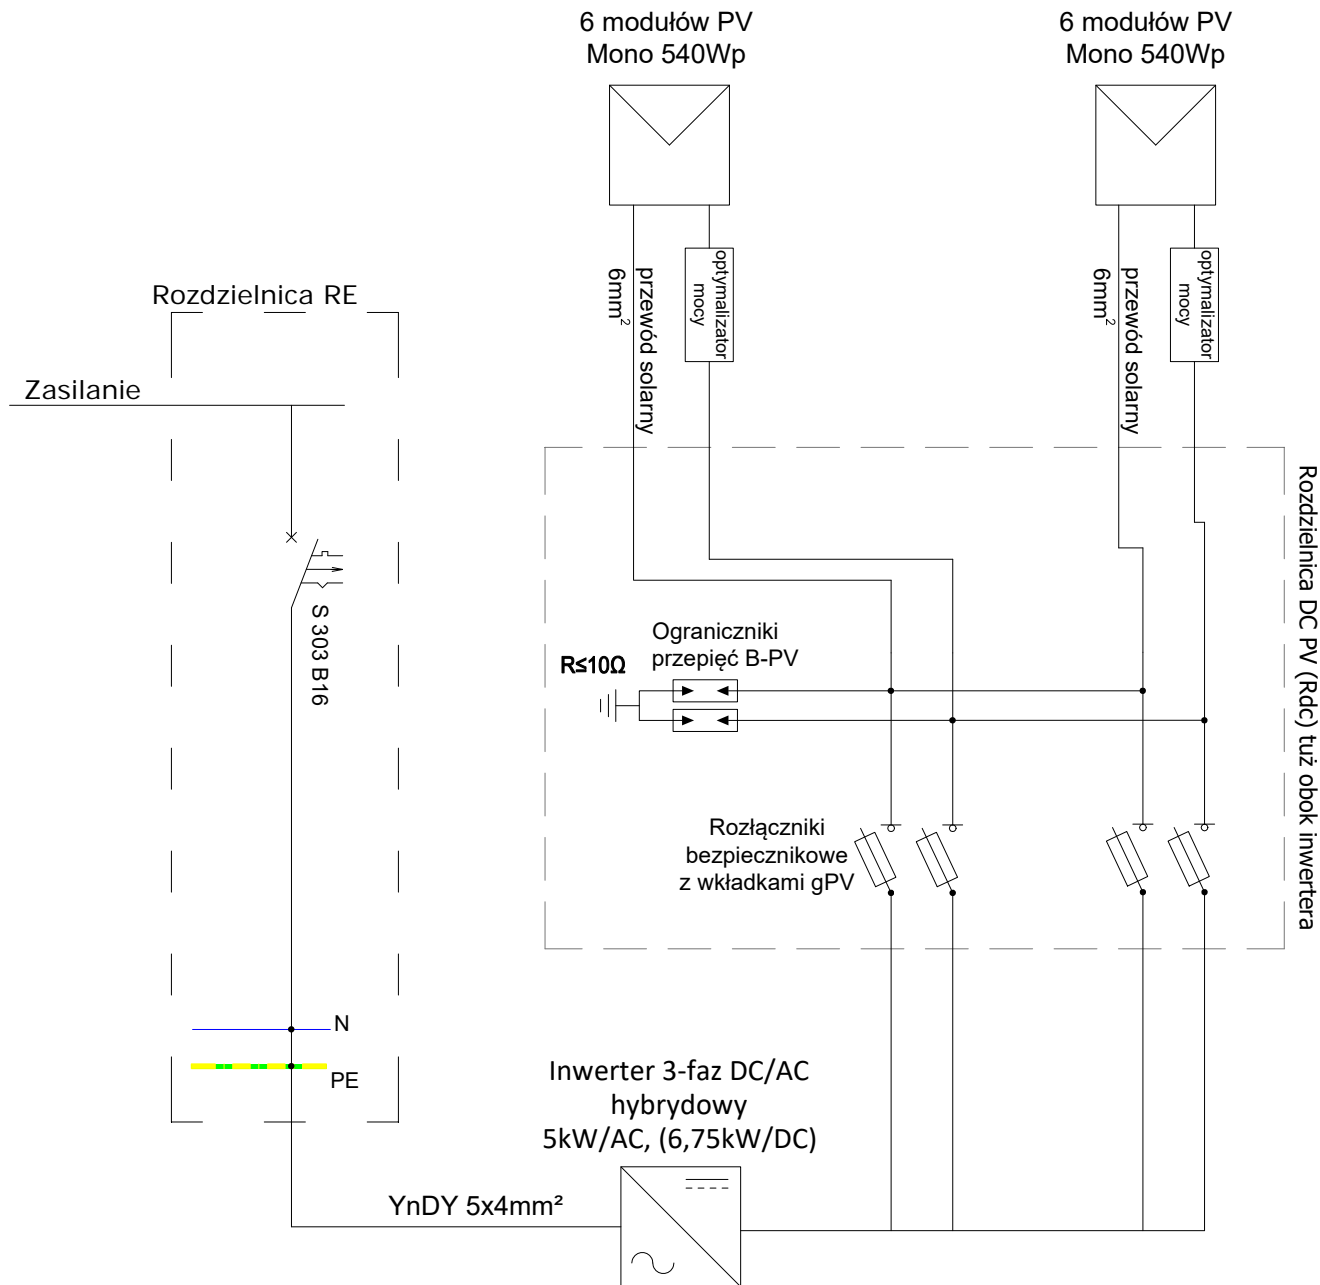 6 modułów PV
Mono 540Wp
6 modułów PV
Mono 540Wp
przewód solarny
6mm²
optymalizator
mocy
przewód solarny
6mm²
optymalizator
mocy
Rozdzielnica RE
Zasilanie
S 303 B16
Rozdzielnica DC PV (Rdc) tuż obok inwertera
Ograniczniki
przepięć B-PV
R≤10Ω
Rozłączniki
bezpiecznikowe
z wkładkami gPV
N
PE
Inwerter 3-faz DC/AC
hybrydowy
5kW/AC, (6,75kW/DC)
YnDY 5x4mm²